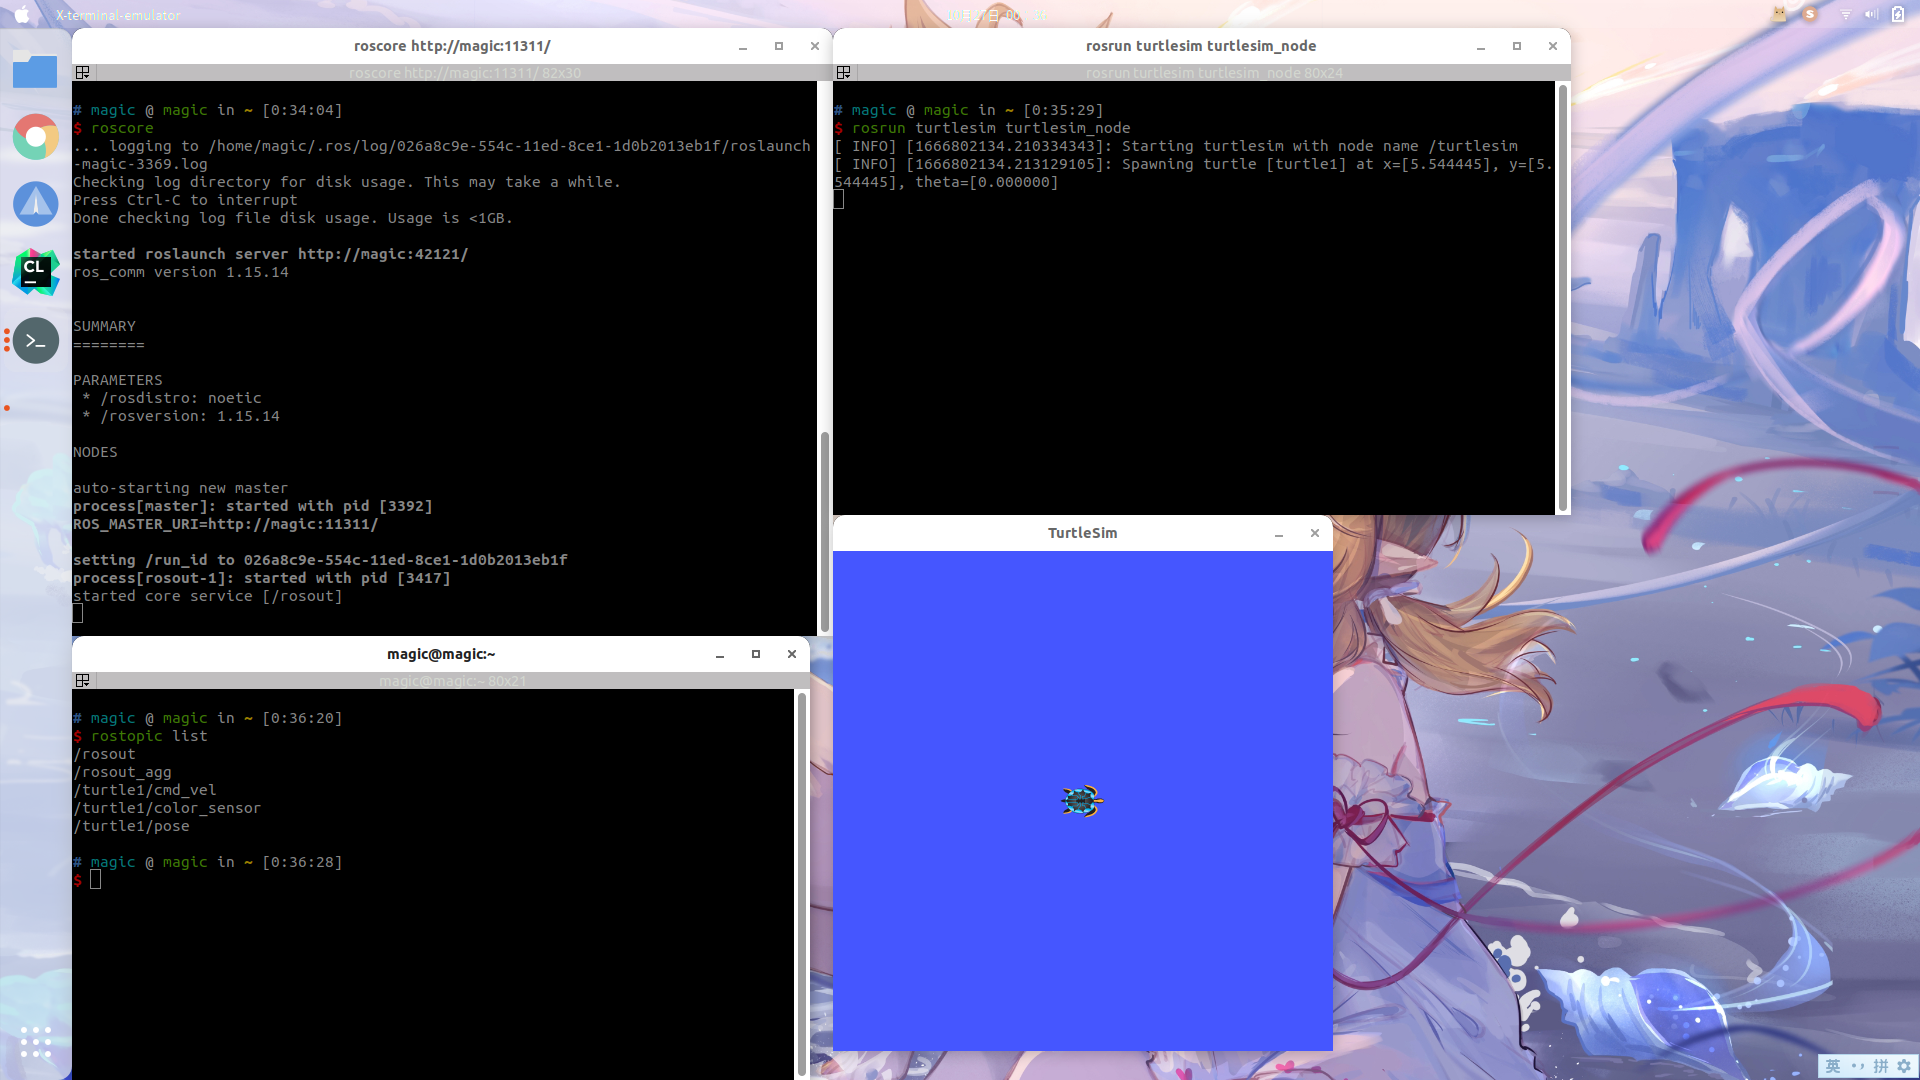 X-terminal-emulator
S
roscore http://magic:11311/
roscore http://magic:11311/ 82x30
# magic @ magic in ~ [0:34:04]
$ roscore
... logging to /home/magic/.ros/log/026a8c9e-554c-11ed-8ce1-1d0b2013eb1f/roslaunch
-magic-3369.log
Checking log directory for disk usage. This may take a while.
Press Ctrl-C to interrupt
Done checking log file disk usage. Usage is <1GB.
started roslaunch server http://magic:42121/
ros_comm version 1.15.14
SUMMARY
========
PARAMETERS
* /rosdistro: noetic
* /rosversion: 1.15.14
NODES
auto-starting new master
process[master]: started with pid [3392]
ROS_MASTER_URI=http://magic:11311/
setting /run_id to 026a8c9e-554c-11ed-8ce1-1d0b2013eb1f
process[rosout-1]: started with pid [3417]
started core service [/rosout]
rosrun turtlesim turtlesim_node
rosrun turtlesim turtlesim_node 80x24
# magic @ magic in ~ [0:35:29]
$ rosrun turtlesim turtlesim_node
[ INFO] [1666802134.210334343]: Starting turtlesim with node name /turtlesim
[ INFO] [1666802134.213129105]: Spawning turtle [turtle1] at x=[5.544445], y=[5.
544445], theta=[0.000000]
magic@magic:~
magic@magic:~ 80x21
# magic @ magic in ~ [0:36:20]
$ rostopic list
/rosout
/rosout_agg
/turtle1/cmd_vel
/turtle1/color_sensor
/turtle1/pose
# magic @ magic in ~ [0:36:28]
$
TurtleSim
CL
>_
英 拼